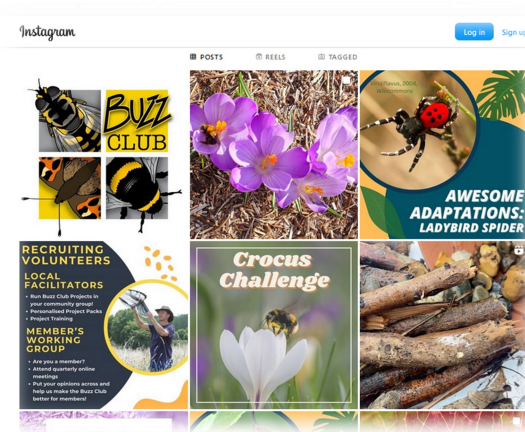 Instagram
Log in
Sign up
POSTS
REELS
TAGGED
BUZZ
CLUB
AWESOME
ADAPTATIONS:
LADYBIRD SPIDER
RECRUITING
VOLUNTEERS
LOCAL
FACILITATORS
• Run Buzz Club Projects in
your community group!
• Personalised Project Packs
• Project Training
MEMBER'S
WORKING
GROUP
• Are you a member?
• Attend quarterly online
meetings
• Put your opinions across and
help us make the Buzz Club
better for members!
Crocus
Challenge